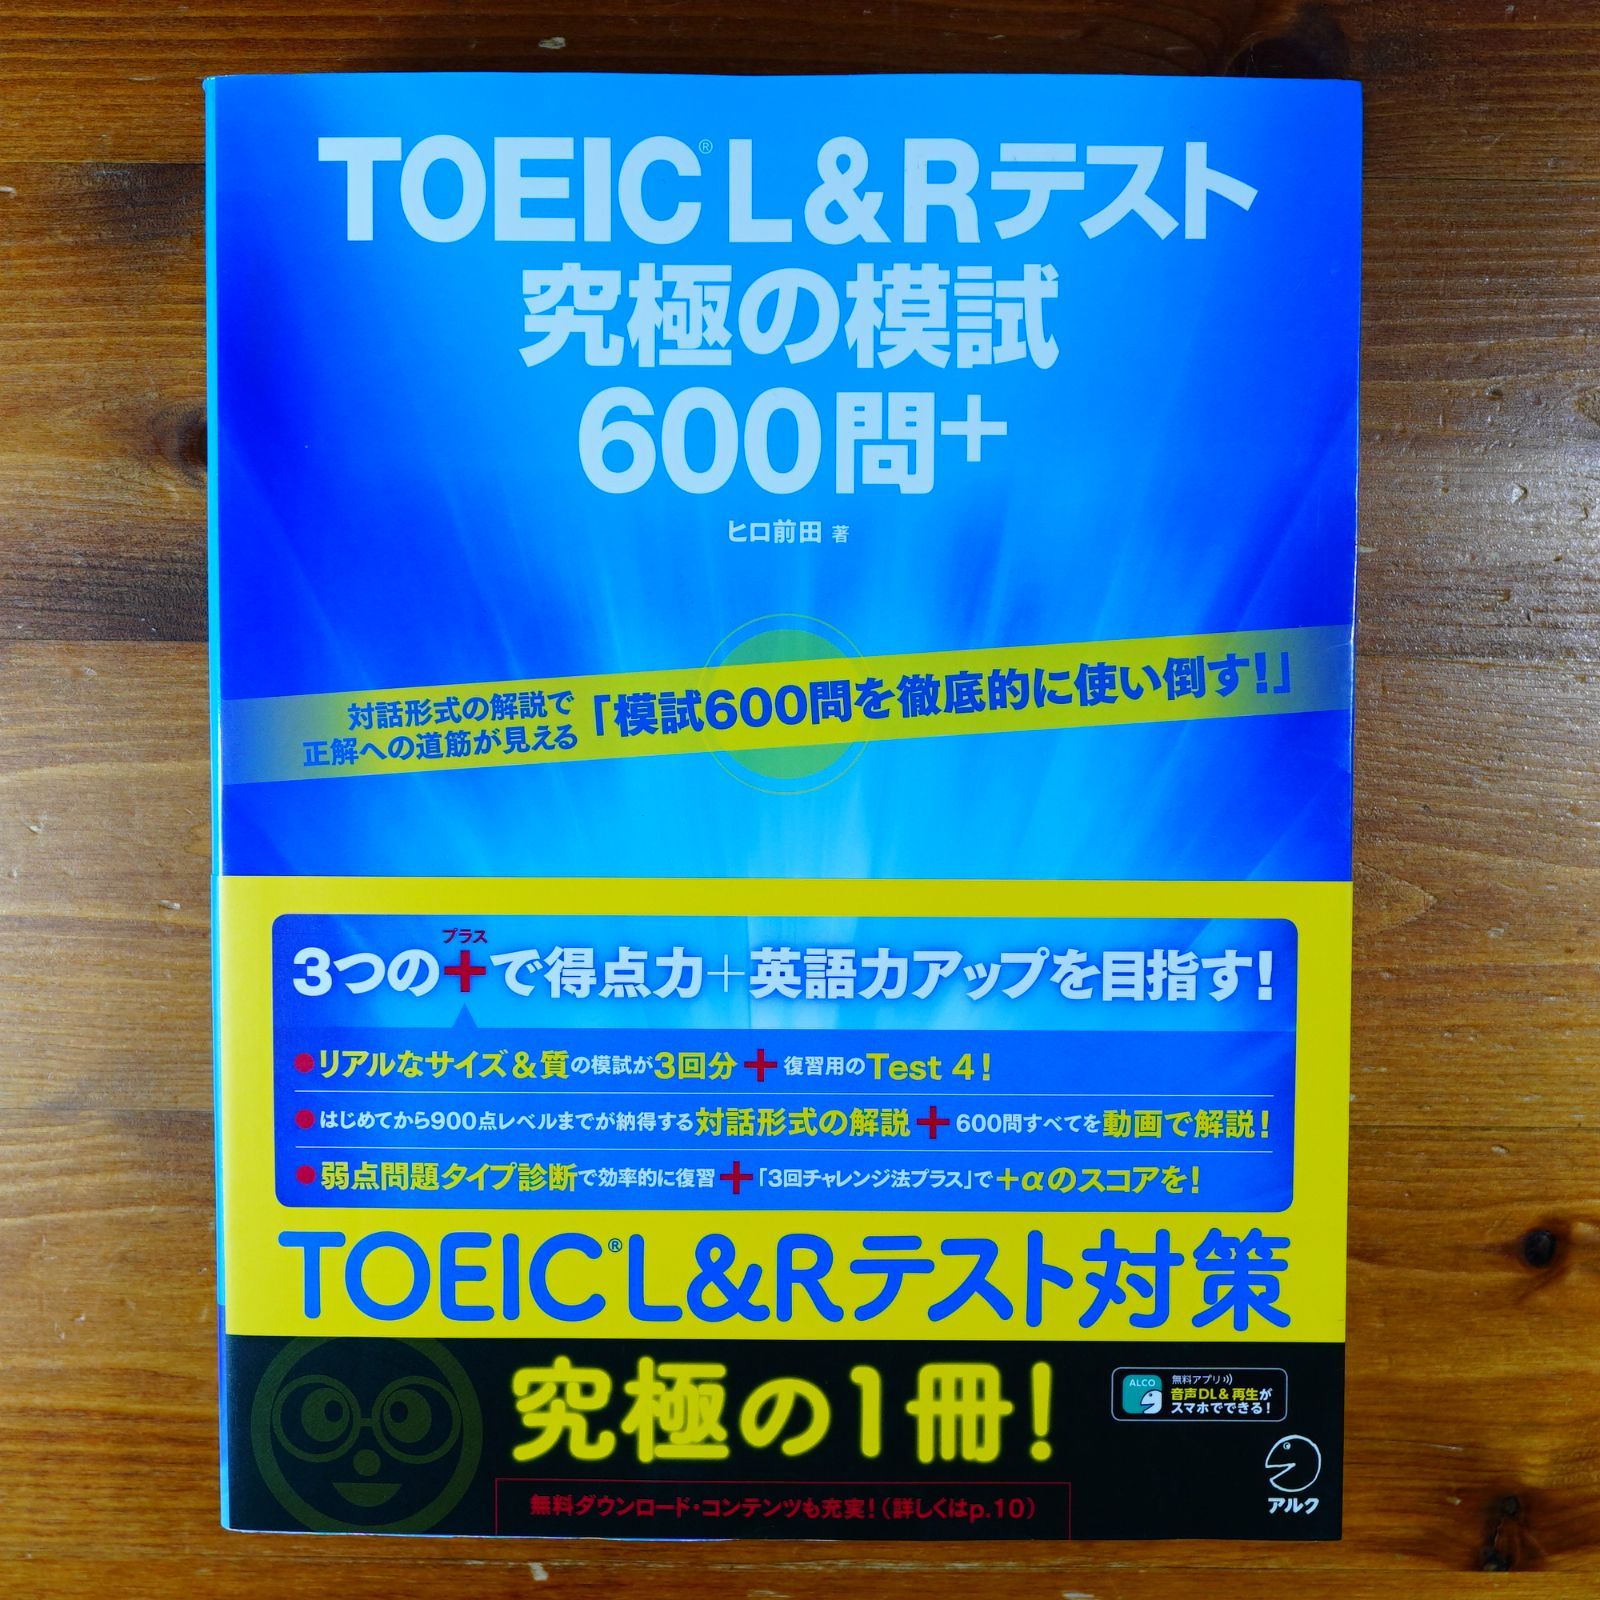 TOEIC® L&Rテスト
究極の模試
600問+
ヒロ前田 著
対話形式の解説で
正解への道筋が見える
「模試600問を徹底的に使い倒す!」
プラス
3つの+で得点力+英語力アップを目指す!
●リアルなサイズ&質の模試が3回分+復習用のTest 4!
●はじめてから900点レベルまでが納得する対話形式の解説+600問すべてを動画で解説!
●弱点問題タイプ診断で効率的に復習+「3回チャレンジ法プラス」で+αのスコアを!
TOEIC® L&Rテスト対策
究極の1冊!
ALCO
無料アプリ
音声DL&再生が
スマホでできる!
無料ダウンロード・コンテンツも充実!(詳しくはp.10)
アルク